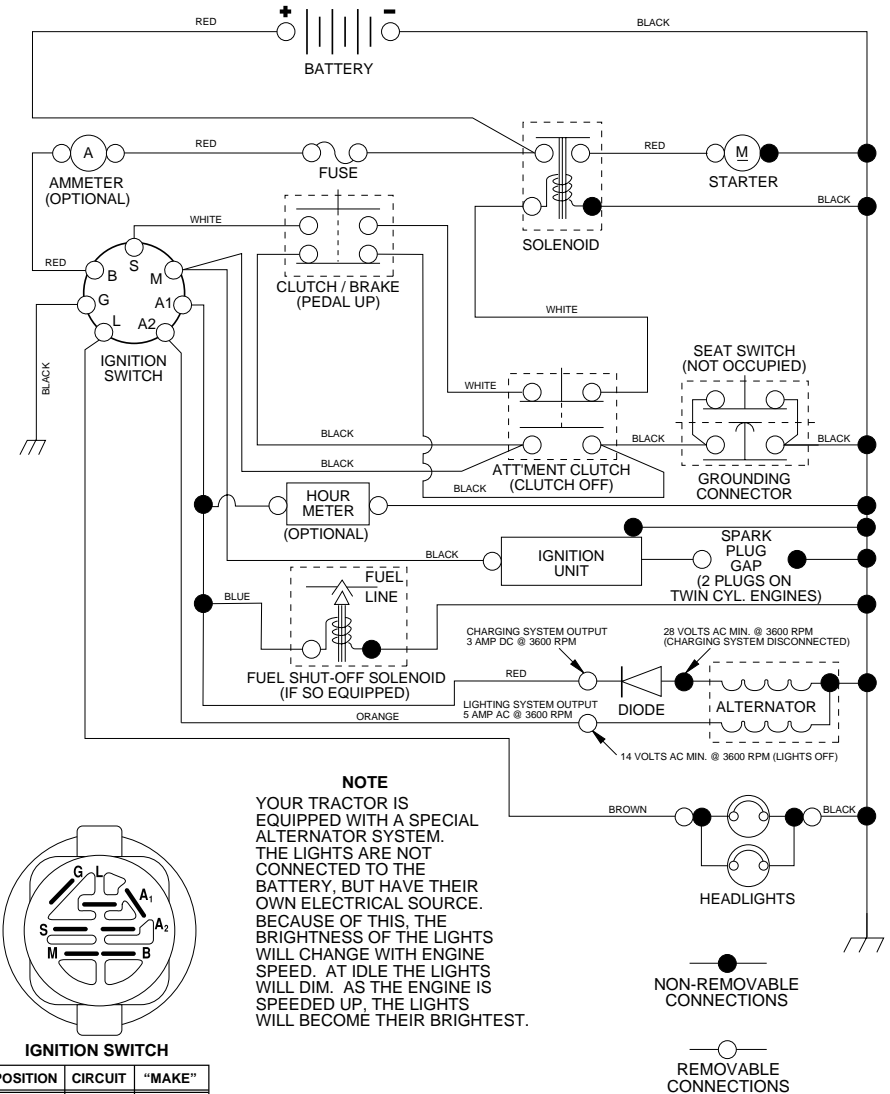 RED
+
-
BLACK
BATTERY
A
RED
FUSE
AMMETER
(OPTIONAL)
RED
M
STARTER
BLACK
SOLENOID
WHITE
CLUTCH / BRAKE
(PEDAL UP)
RED
S
B
M
G
A1
L
A2
IGNITION
SWITCH
BLACK
WHITE
SEAT SWITCH
(NOT OCCUPIED)
WHITE
BLACK
BLACK
BLACK
BLACK
ATT'MENT CLUTCH
(CLUTCH OFF)
BLACK
GROUNDING
CONNECTOR
HOUR
METER
(OPTIONAL)
BLACK
IGNITION
UNIT
SPARK
PLUG
GAP
(2 PLUGS ON
TWIN CYL. ENGINES)
FUEL
LINE
BLUE
FUEL SHUT-OFF SOLENOID
(IF SO EQUIPPED)
CHARGING SYSTEM OUTPUT
3 AMP DC @ 3600 RPM
28 VOLTS AC MIN. @ 3600 RPM
(CHARGING SYSTEM DISCONNECTED)
RED
DIODE
ALTERNATOR
LIGHTING SYSTEM OUTPUT
5 AMP AC @ 3600 RPM
ORANGE
14 VOLTS AC MIN. @ 3600 RPM (LIGHTS OFF)
BROWN
BLACK
HEADLIGHTS
NOTE
YOUR TRACTOR IS
EQUIPPED WITH A SPECIAL
ALTERNATOR SYSTEM.
THE LIGHTS ARE NOT
CONNECTED TO THE
BATTERY, BUT HAVE THEIR
OWN ELECTRICAL SOURCE.
BECAUSE OF THIS, THE
BRIGHTNESS OF THE LIGHTS
WILL CHANGE WITH ENGINE
SPEED. AT IDLE THE LIGHTS
WILL DIM. AS THE ENGINE IS
SPEEDED UP, THE LIGHTS
WILL BECOME THEIR BRIGHTEST.
G L
A1
S
A2
M
B
IGNITION SWITCH
POSITION CIRCUIT "MAKE"
NON-REMOVABLE
CONNECTIONS
REMOVABLE
CONNECTIONS